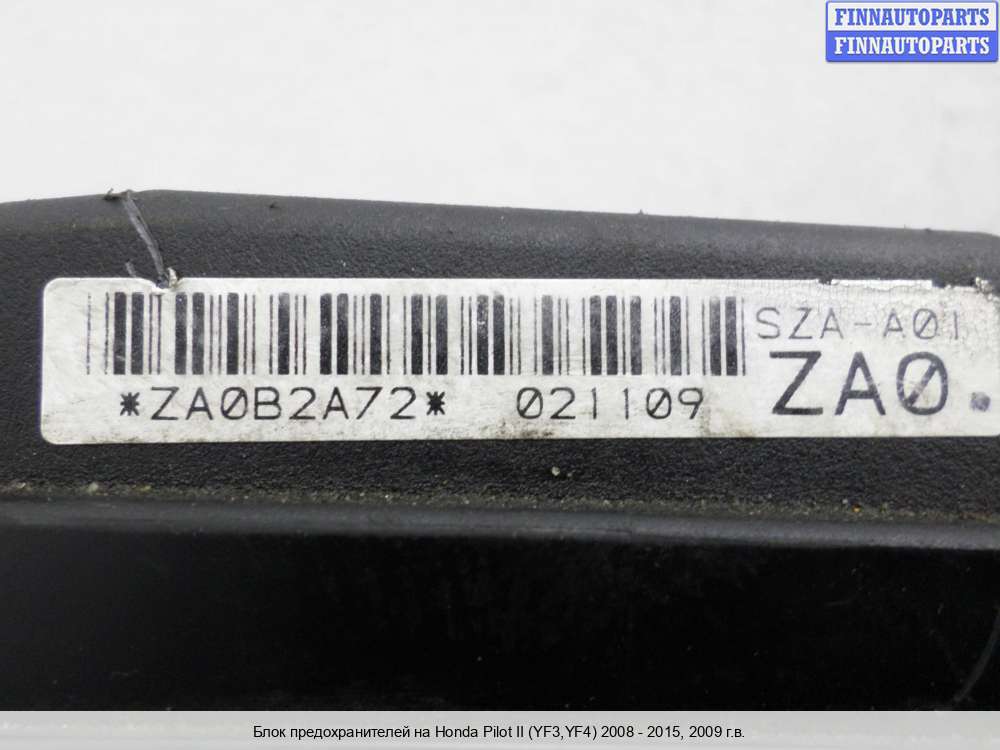 FINNAUTOPARTS
FINNAUTOPARTS
SZA-A01
*ZA0B2A72* 021109 ZA0.
Блок предохранителей на Honda Pilot II (YF3,YF4) 2008 - 2015, 2009 г.в.